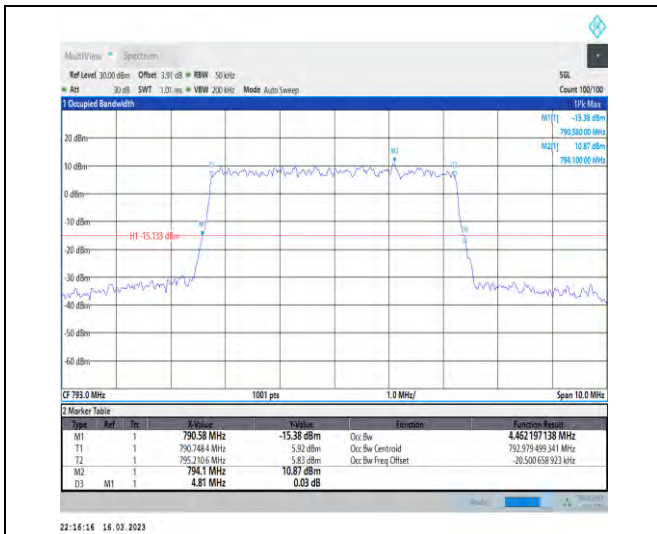 MultiView Spectrum
Ref Level 30.00 dBm Offset 3.91 dB RBW 50 kHz SGL
Att 30 dB SWT 1.01 ms VBW 200 kHz Mode Auto Sweep Count 100/100
1 Occupied Bandwidth 1Pk Max
M1[1] -15.38 dBm
790.580 00 MHz
M2[1] 10.87 dBm
794.100 00 MHz
20 dBm
M2
10 dBm
T1 T2
0 dBm
-10 dBm
M1
H1 -15.133 dBm
-20 dBm
-30 dBm
-40 dBm
-50 dBm
-60 dBm
CF 793.0 MHz 1001 pts 1.0 MHz/ Span 10.0 MHz
2 Marker Table
Type Ref Trc X-Value Y-Value Function Function Result
M1 1 790.58 MHz -15.38 dBm Occ Bw 4.462 197 138 MHz
T1 1 790.748 4 MHz 5.92 dBm Occ Bw Centroid 792.979 499 341 MHz
T2 1 795.210 6 MHz 5.83 dBm Occ Bw Freq Offset -20.500 658 923 kHz
M2 1 794.1 MHz 10.87 dBm
D3 M1 1 4.81 MHz 0.03 dB
22:16:16 16.03.2023